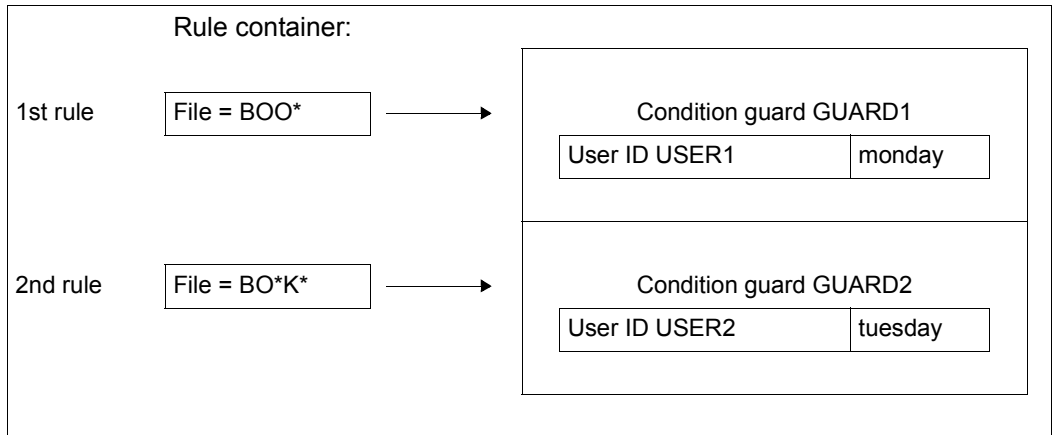 Rule container:
1st rule File = BOO* Condition guard GUARD1
User ID USER1 monday
2nd rule File = BO*K* Condition guard GUARD2
User ID USER2 tuesday